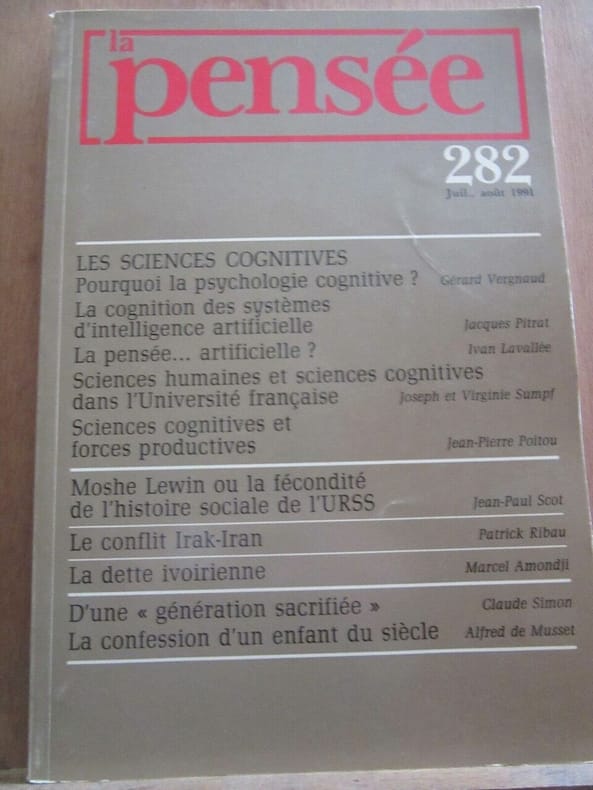 la
pensée
282
Juil.. août 1991
LES SCIENCES COGNITIVES
Pourquoi la psychologie cognitive ? Gérard Vergnaud
La cognition des systèmes
d'intelligence artificielle Jacques Pitrat
La pensée... artificielle ? Ivan Lavallée
Sciences humaines et sciences cognitives
dans l'Université française Joseph et Virginie Sumpf
Sciences cognitives et
forces productives Jean-Pierre Poitou
Moshe Lewin ou la fécondité
de l'histoire sociale de l'URSS Jean-Paul Scot
Le conflit Irak-Iran Patrick Ribau
La dette ivoirienne Marcel Amondji
D'une « génération sacrifiée » Claude Simon
La confession d'un enfant du siècle Alfred de Musset